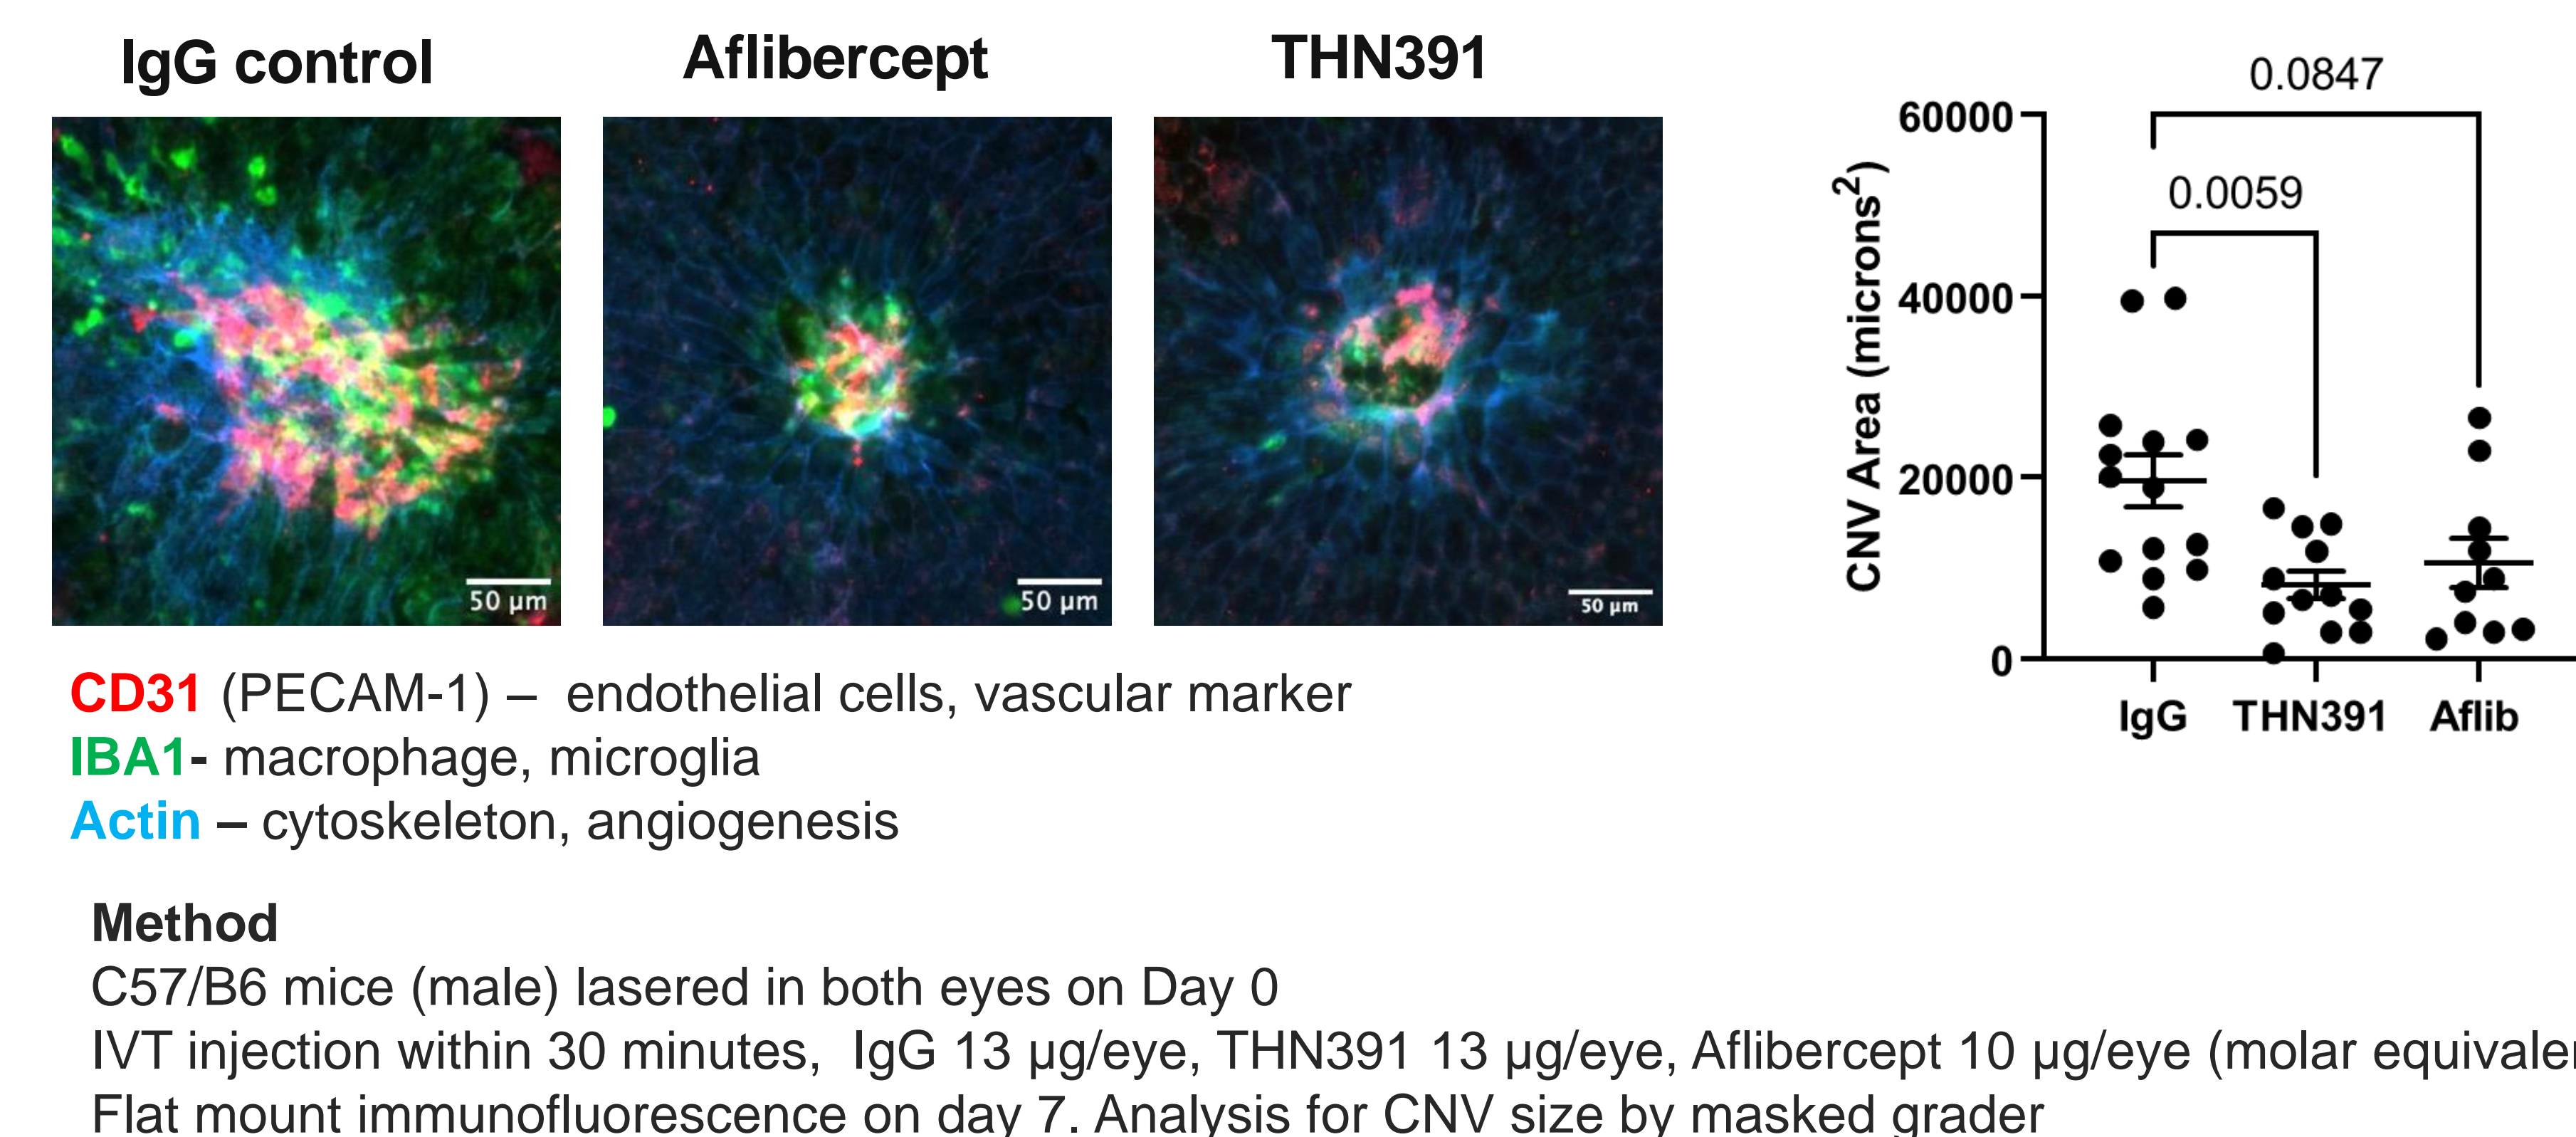 IgG control
Aflibercept
THN391
50 µm
50 µm
50 µm
CD31 (PECAM-1) – endothelial cells, vascular marker
IBA1- macrophage, microglia
Actin – cytoskeleton, angiogenesis
0.0847
0.0059
CNV Area (microns²)
60000
40000
20000
0
IgG THN391 Aflib
Method
C57/B6 mice (male) lasered in both eyes on Day 0
IVT injection within 30 minutes, IgG 13 µg/eye, THN391 13 µg/eye, Aflibercept 10 µg/eye (molar
Flat mount immunofluorescence on day 7. Analysis for CNV size by masked grader